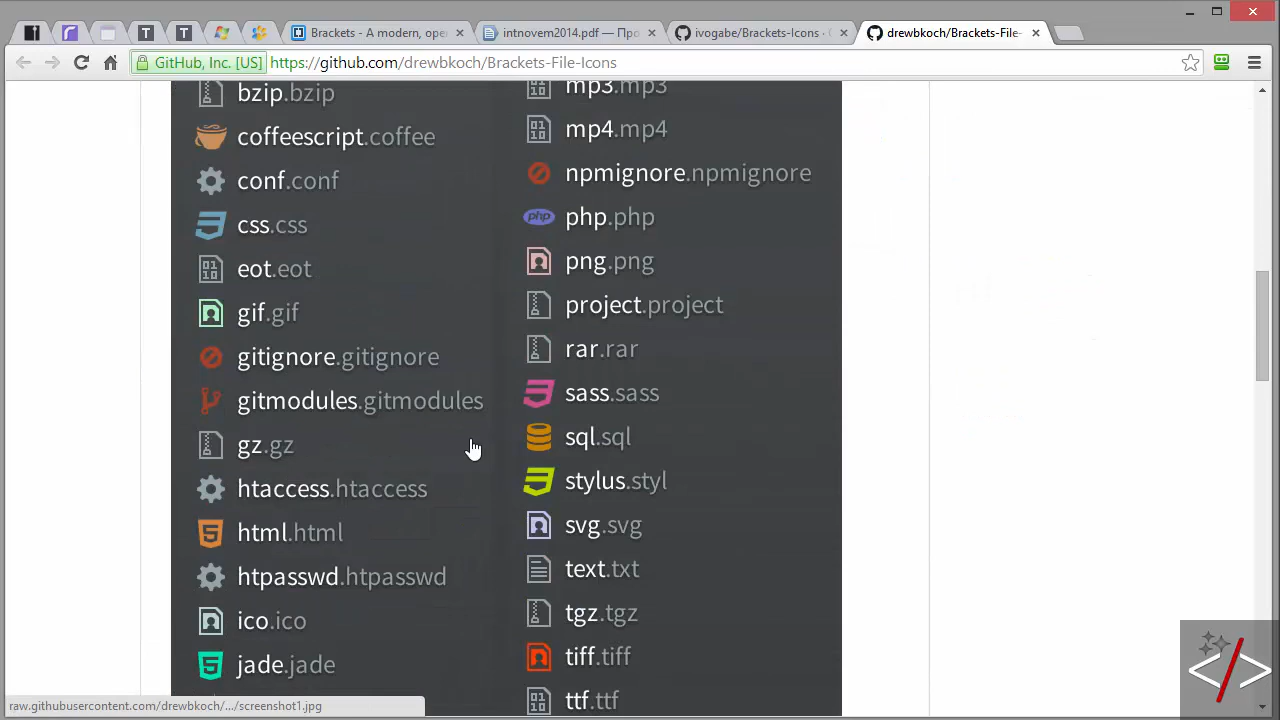 Brackets - A modern, ope
intnovem2014.pdf — Про
ivogabe/Brackets-Icons ·
drewbkoch/Brackets-File-
GitHub, Inc. [US]
https://github.com/drewbkoch/Brackets-File-Icons
bzip.bzip
coffeescript.coffee
conf.conf
css.css
eot.eot
gif.gif
gitignore.gitignore
gitmodules.gitmodules
gz.gz
htaccess.htaccess
html.html
htpasswd.htpasswd
ico.ico
jade.jade
mp3.mp3
mp4.mp4
npmignore.npmignore
php
php.php
png.png
project.project
rar.rar
sass.sass
sql.sql
stylus.styl
svg.svg
text.txt
tgz.tgz
tiff.tiff
ttf.ttf
raw.githubusercontent.com/drewbkoch/.../screenshot1.jpg